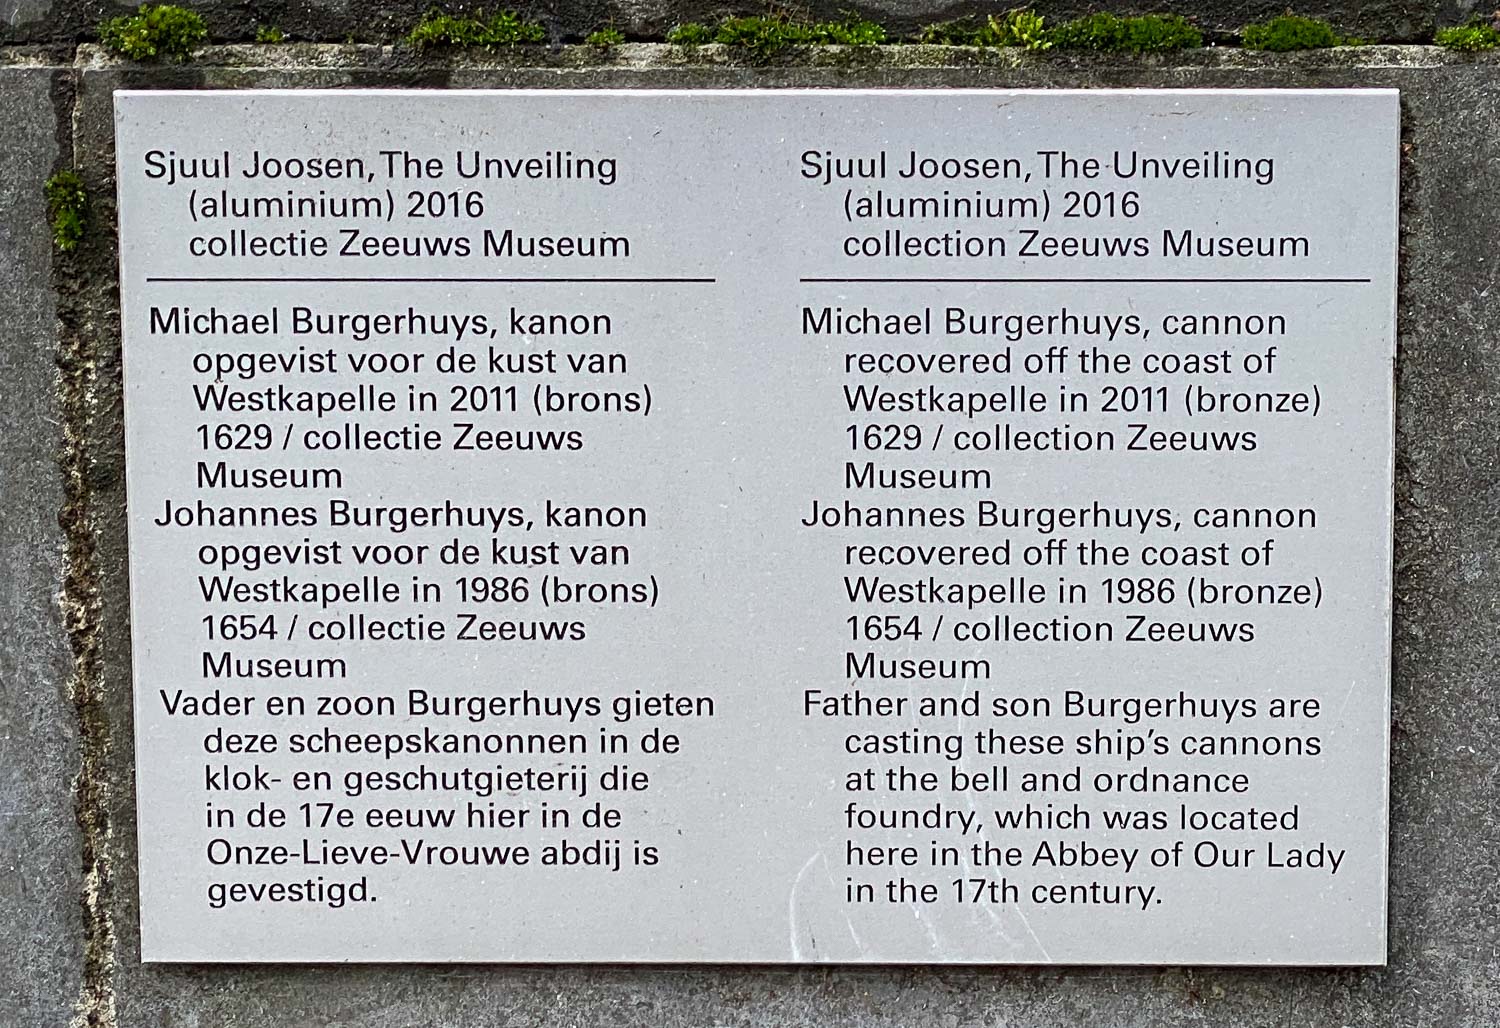 Sjuul Joosen, The Unveiling
(aluminium) 2016
collectie Zeeuws Museum
Michael Burgerhuys, kanon
opgevist voor de kust van
Westkapelle in 2011 (brons)
1629 / collectie Zeeuws
Museum
Johannes Burgerhuys, kanon
opgevist voor de kust van
Westkapelle in 1986 (brons)
1654 / collectie Zeeuws
Museum
Vader en zoon Burgerhuys gieten
deze scheepskanonnen in de
klok- en geschutgieterij die
in de 17e eeuw hier in de
Onze-Lieve-Vrouwe abdij is
gevestigd.
Sjuul Joosen, The Unveiling
(aluminium) 2016
collection Zeeuws Museum
Michael Burgerhuys, cannon
recovered off the coast of
Westkapelle in 2011 (bronze)
1629 / collection Zeeuws
Museum
Johannes Burgerhuys, cannon
recovered off the coast of
Westkapelle in 1986 (bronze)
1654 / collection Zeeuws
Museum
Father and son Burgerhuys are
casting these ship's cannons
at the bell and ordnance
foundry, which was located
here in the Abbey of Our Lady
in the 17th century.